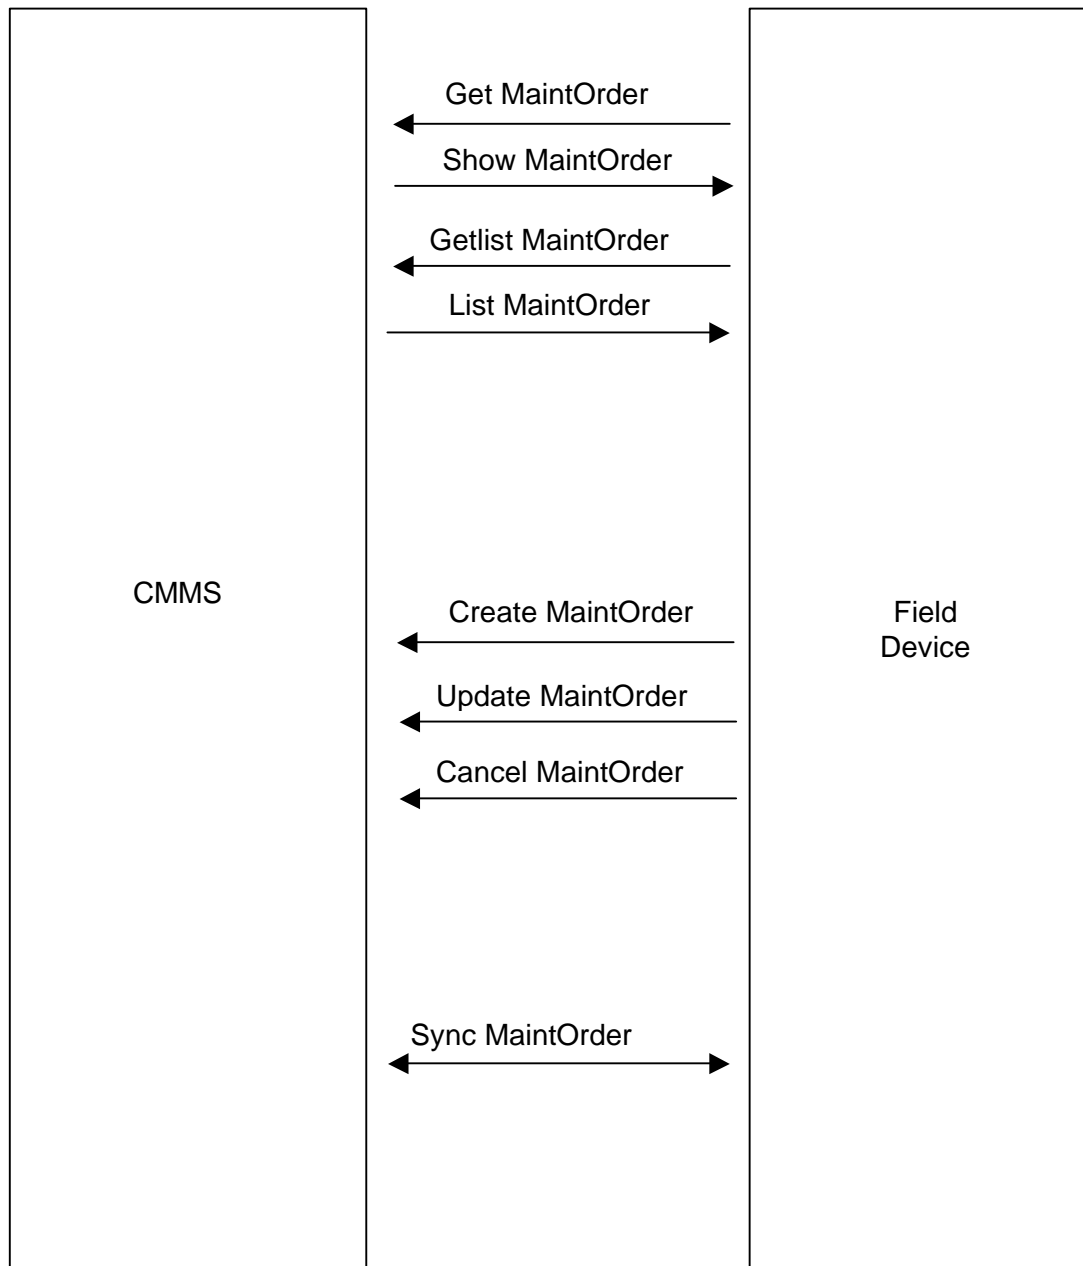 Get MaintOrder
Show MaintOrder
Getlist MaintOrder
List MaintOrder
CMMS
Create MaintOrder
Field
Device
Update MaintOrder
Cancel MaintOrder
Sync MaintOrder